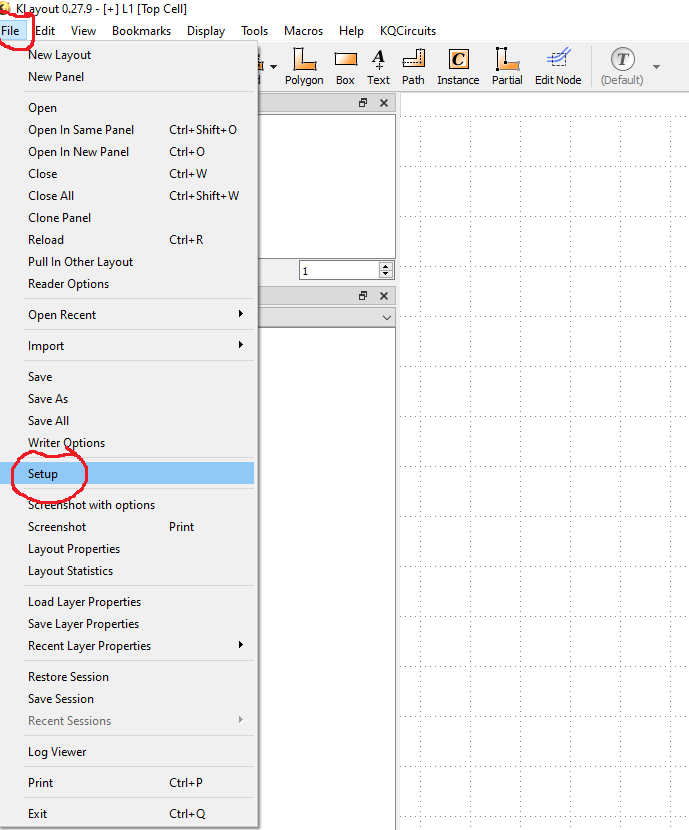 KLayout 0.27.9 - [+] L1 [Top Cell]
File Edit View Bookmarks Display Tools Macros Help KQCircuits
Polygon Box Text Path Instance Partial Edit Node (Default)
New Layout
New Panel
Open
Open In Same Panel Ctrl+Shift+O
Open In New Panel Ctrl+O
Close Ctrl+W
Close All Ctrl+Shift+W
Clone Panel
Reload Ctrl+R
Pull In Other Layout
1
Reader Options
Open Recent
Import
Save
Save As
Save All
Writer Options
Setup
Screenshot with options
Screenshot Print
Layout Properties
Layout Statistics
Load Layer Properties
Save Layer Properties
Recent Layer Properties
Restore Session
Save Session
Recent Sessions
Log Viewer
Print Ctrl+P
Exit Ctrl+Q